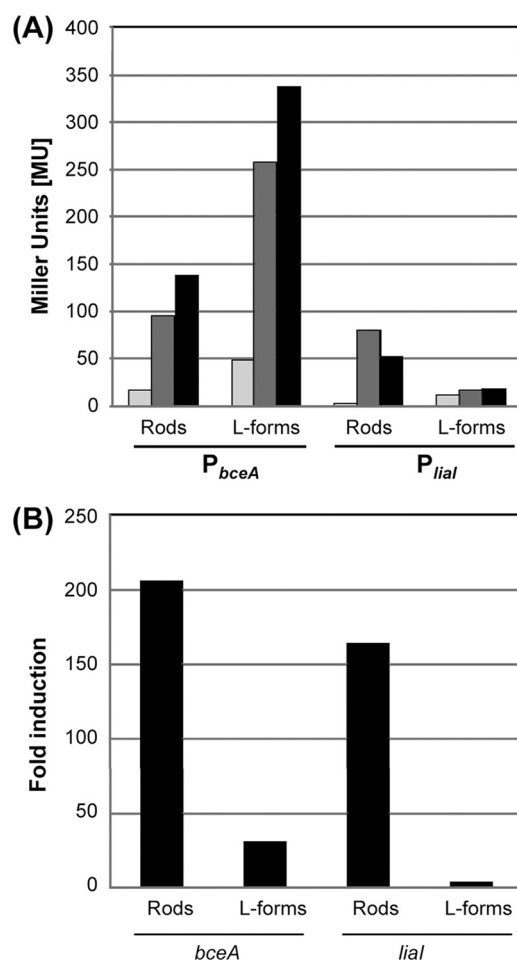 (A)
Miller Units [MU]
400
350
300
250
200
150
100
50
0
Rods L-forms Rods L-forms
PbceA PliaI
(B)
Fold induction
250
200
150
100
50
0
Rods L-forms Rods L-forms
bceA liaI